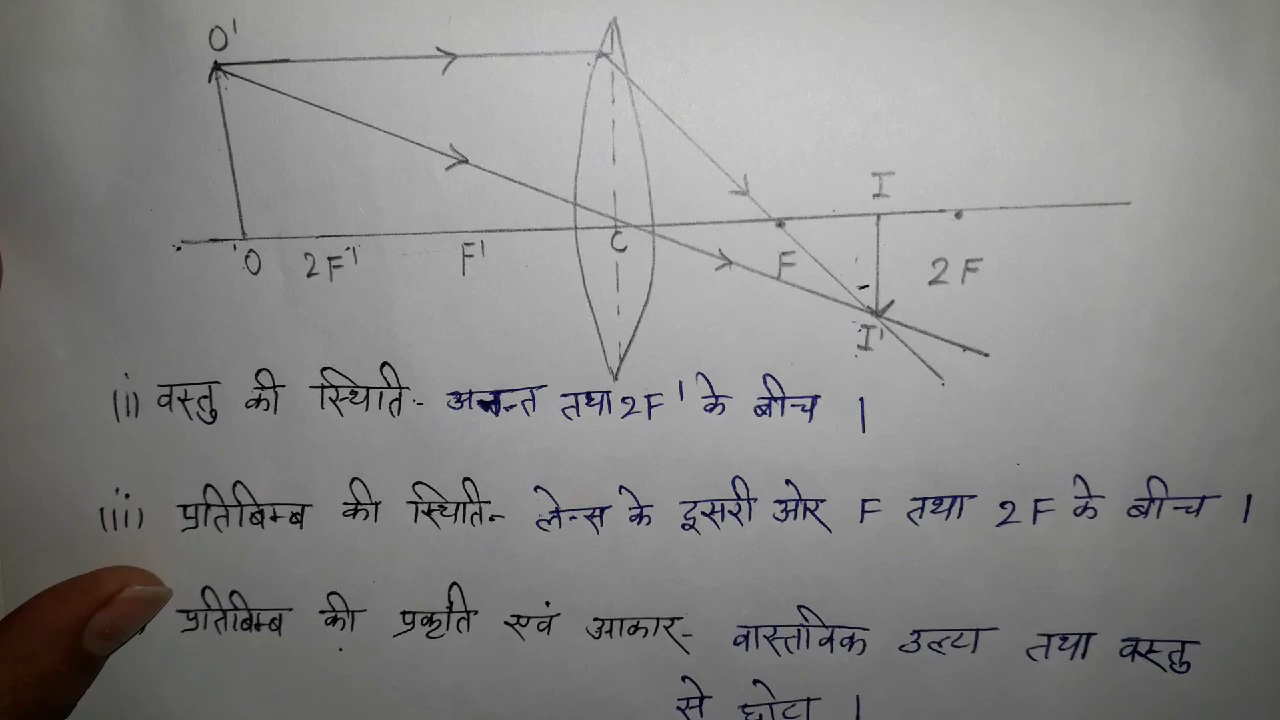 O'
I
C
'O 2F' F' F 2F
I'
(i) वस्तु की स्थिति- अनन्त तथा 2F' के बीच ।
(ii) प्रतिबिम्ब की स्थिति- लेन्स के दूसरी ओर F तथा 2F के बीच ।
प्रतिबिम्ब की प्रकृति एवं आकार- वास्तविक उल्टा तथा वस्तु
से छोटा ।